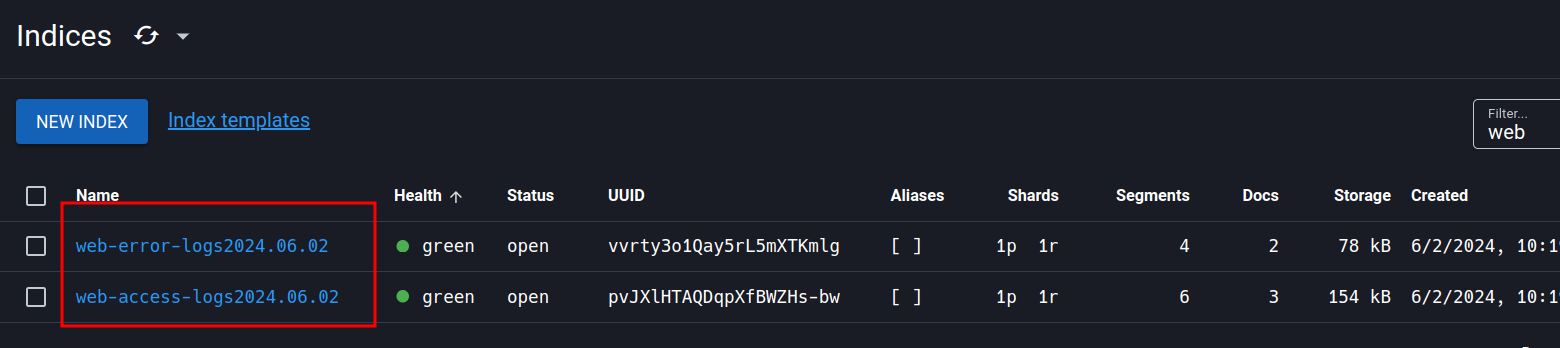 Indices
NEW INDEX Index templates Filter...
web
Name Health Status UUID Aliases Shards Segments Docs Storage Created
web-error-logs2024.06.02 green open vvrty3o1Qay5rL5mXTKmlg [ ] 1p 1r 4 2 78 kB 6/2/2024, 10:19
web-access-logs2024.06.02 green open pvJXlHTAQDqpXfBWZHs-bw [ ] 1p 1r 6 3 154 kB 6/2/2024, 10:19